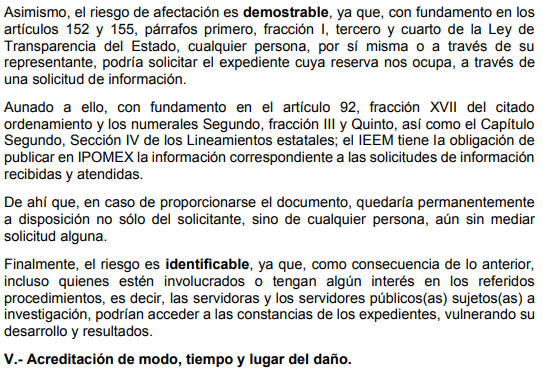 Asimismo, el riesgo de afectación es demostrable, ya que, con fundamento en los
artículos 152 y 155, párrafos primero, fracción I, tercero y cuarto de la Ley de
Transparencia del Estado, cualquier persona, por sí misma o a través de su
representante, podría solicitar el expediente cuya reserva nos ocupa, a través de
una solicitud de información.
Aunado a ello, con fundamento en el artículo 92, fracción XVII del citado
ordenamiento y los numerales Segundo, fracción III y Quinto, así como el Capítulo
Segundo, Sección IV de los Lineamientos estatales; el IEEM tiene la obligación de
publicar en IPOMEX la información correspondiente a las solicitudes de información
recibidas y atendidas.
De ahí que, en caso de proporcionarse el documento, quedaría permanentemente
a disposición no sólo del solicitante, sino de cualquier persona, aún sin mediar
solicitud alguna.
Finalmente, el riesgo es identificable, ya que, como consecuencia de lo anterior,
incluso quienes estén involucrados o tengan algún interés en los referidos
procedimientos, es decir, las servidoras y los servidores públicos(as) sujetos(as) a
investigación, podrían acceder a las constancias de los expedientes, vulnerando su
desarrollo y resultados.
V.- Acreditación de modo, tiempo y lugar del daño.